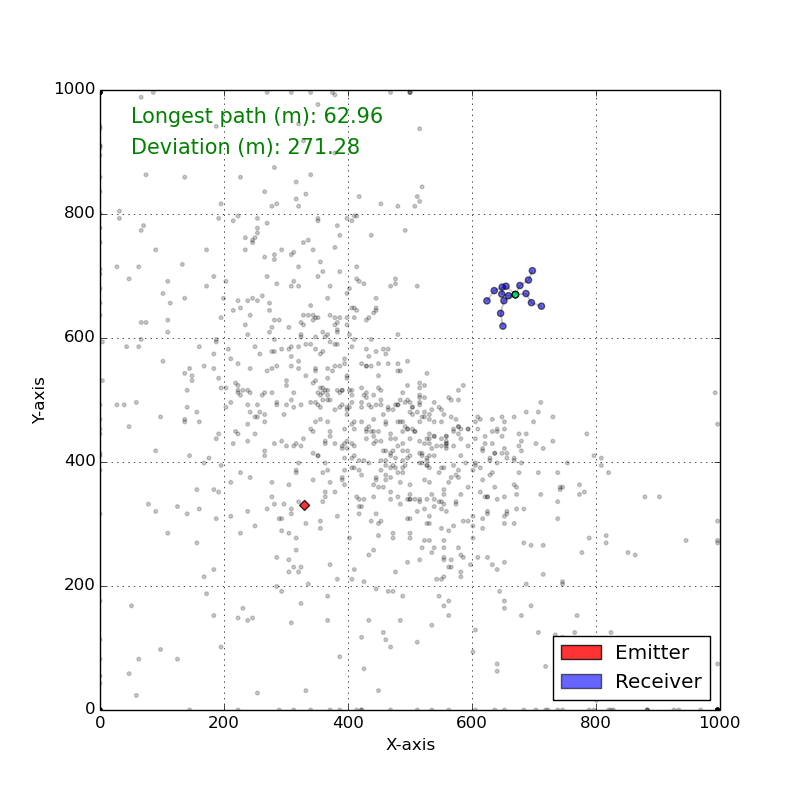 Longest path (m): 62.96
Deviation (m): 271.28
1000
800
600
400
200
0
Y-axis
Emitter
Receiver
0 200 400 600 800 1000
X-axis